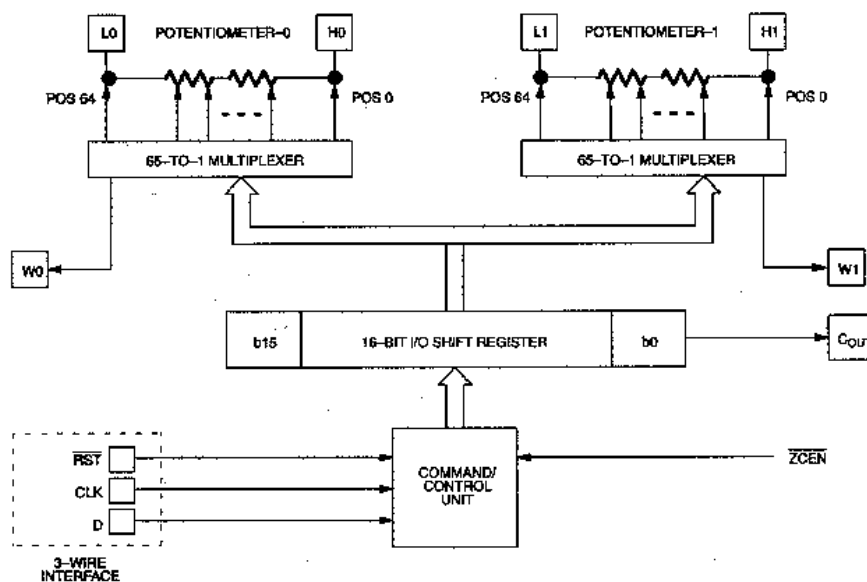 L0 POTENTIOMETER-0 H0
L1 POTENTIOMETER-1 H1
POS 64 POS 0
POS 64 POS 0
65-TO-1 MULTIPLEXER
65-TO-1 MULTIPLEXER
W0
W1
b15 16-BIT I/O SHIFT REGISTER b0
COUT
RST
CLK
D
COMMAND/
CONTROL
UNIT
ZCEN
3-WIRE
INTERFACE